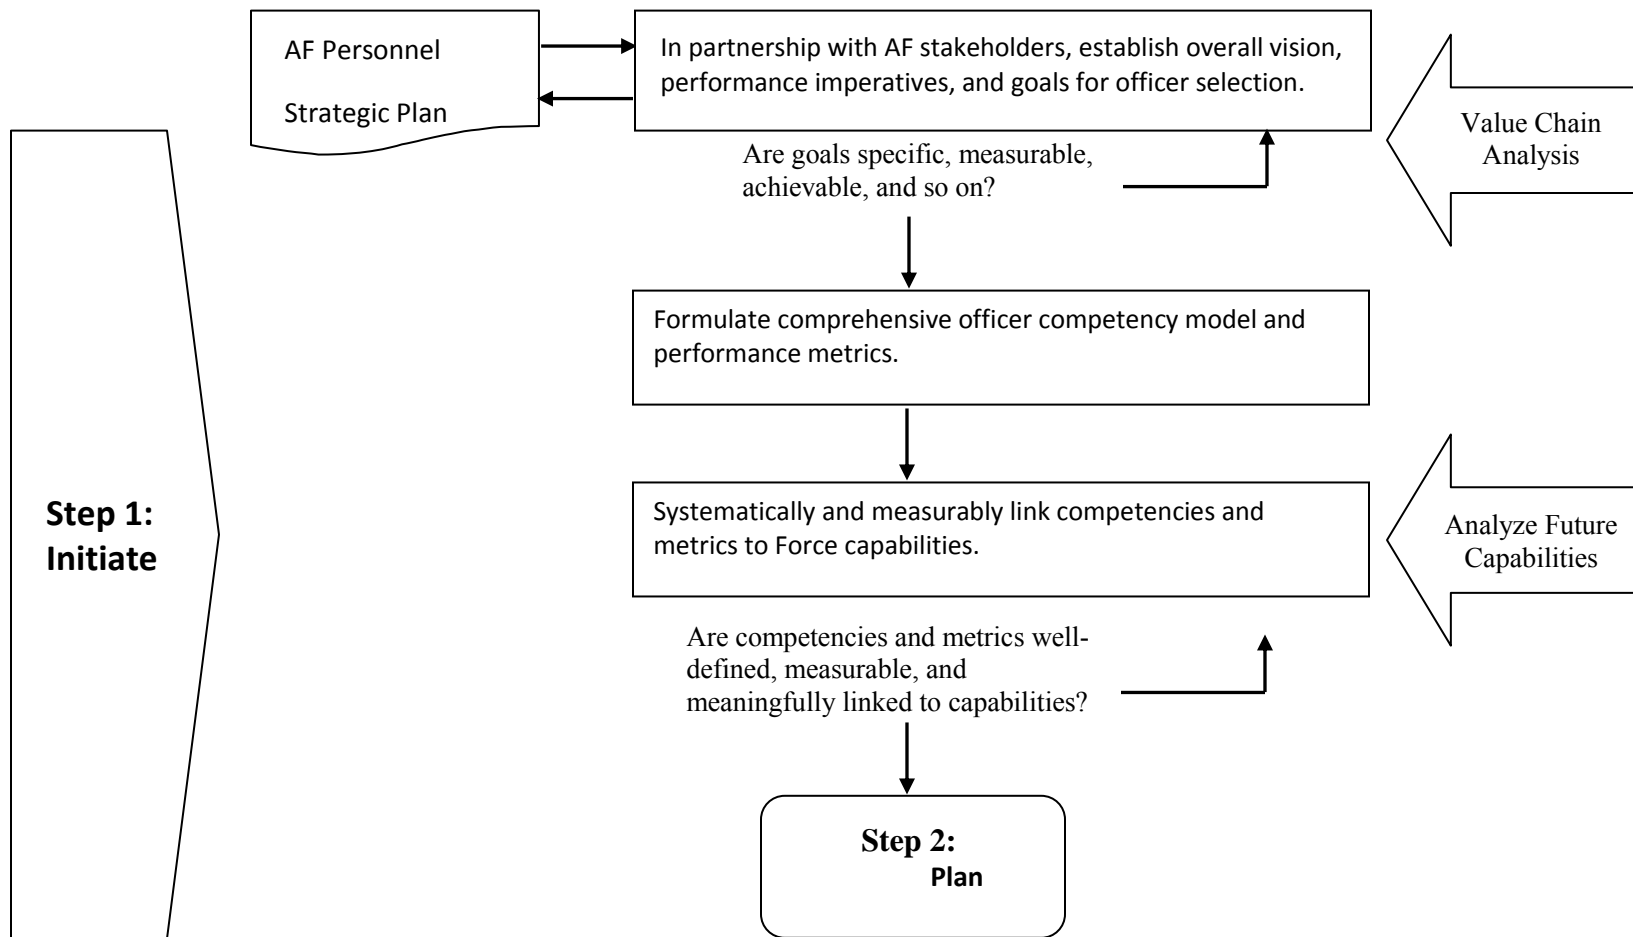 AF Personnel
Strategic Plan
In partnership with AF stakeholders, establish overall vision,
performance imperatives, and goals for officer selection.
Value Chain
Analysis
Are goals specific, measurable,
achievable, and so on?
Formulate comprehensive officer competency model and
performance metrics.
Step 1:
Initiate
Systematically and measurably link competencies and
metrics to Force capabilities.
Analyze Future
Capabilities
Are competencies and metrics well-
defined, measurable, and
meaningfully linked to capabilities?
Step 2:
Plan